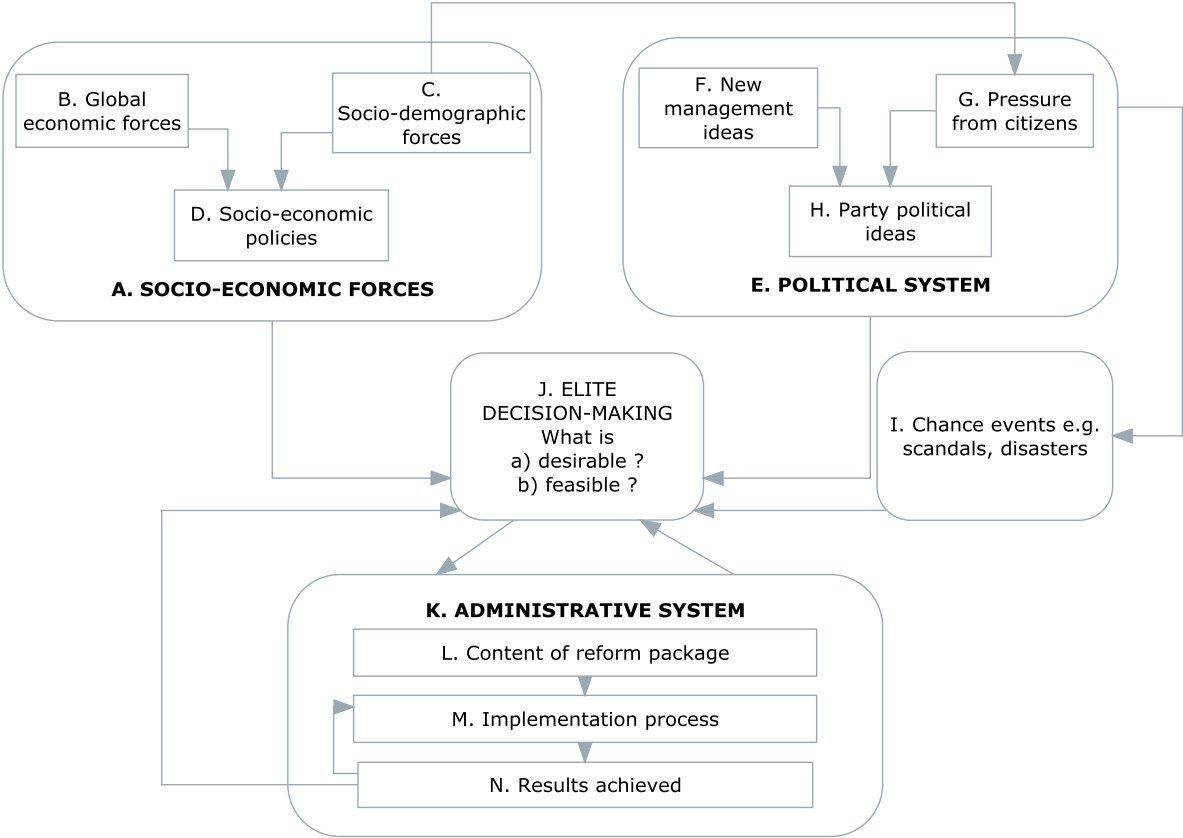 B. Global
economic forces
C.
Socio-demographic
forces
D. Socio-economic
policies
A. SOCIO-ECONOMIC FORCES
F. New
management
ideas
G. Pressure
from citizens
H. Party political
ideas
E. POLITICAL SYSTEM
J. ELITE
DECISION-MAKING
What is
a) desirable ?
b) feasible ?
I. Chance events e.g.
scandals, disasters
K. ADMINISTRATIVE SYSTEM
L. Content of reform package
M. Implementation process
N. Results achieved